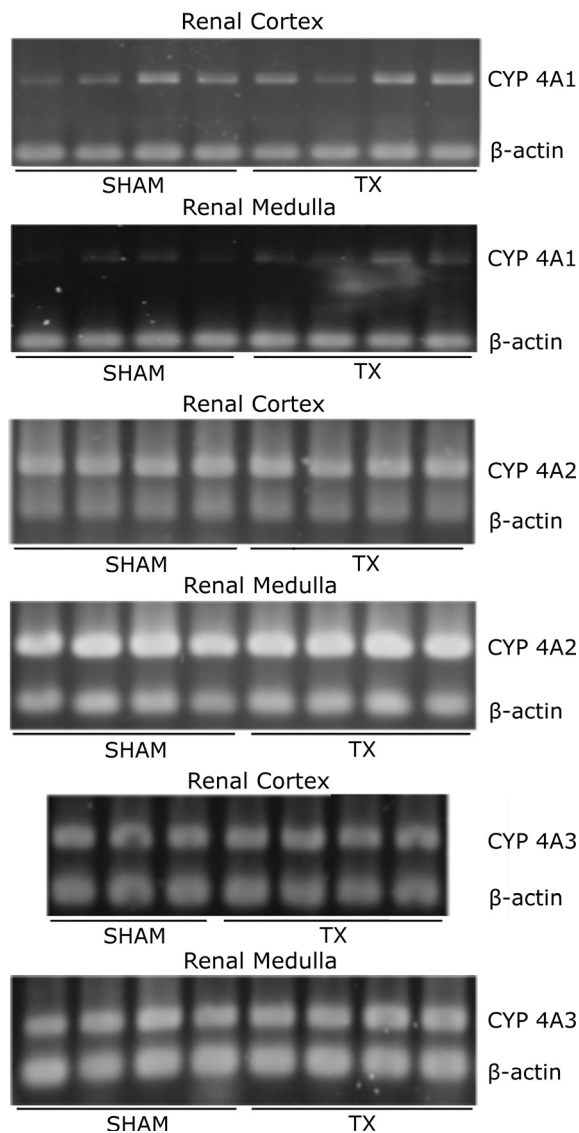 Renal Cortex
CYP 4A1
β-actin
SHAM TX
Renal Medulla
CYP 4A1
β-actin
SHAM TX
Renal Cortex
CYP 4A2
β-actin
SHAM TX
Renal Medulla
CYP 4A2
β-actin
SHAM TX
Renal Cortex
CYP 4A3
β-actin
SHAM TX
Renal Medulla
CYP 4A3
β-actin
SHAM TX